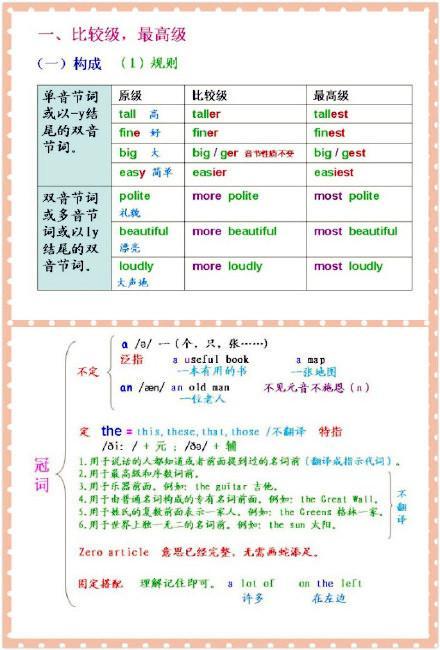 一、比较级，最高级
（一）构成 （1）规则
单音节词或以-y结尾的双音节词。
原级 比较级 最高级
tall 高 taller tallest
fine 好 finer finest
big 大 big / ger 音节性质不变 big / gest
easy 简单 easier easiest
双音节词或多音节词或以ly结尾的双音节词。
polite 礼貌 more polite most polite
beautiful 漂亮 more beautiful most beautiful
loudly 大声地 more loudly most loudly
冠词
不定
a /ə/ 一（个，只，张……）
泛指 a useful book a map
一本有用的书 一张地图
an /æn/ an old man 不见元音不施恩（n）
一位老人
定 the = this, these, that, those /不翻译 特指
/ði: / + 元 ; /ðə/ + 辅
1. 用于说话的人都知道或者前面提到过的名词前（翻译成指示代词）。
2. 用于最高级和序数词前。
3. 用于乐器前面。例如：the guitar 吉他。
4. 用于由普通名词构成的专有名词前面。例如：the Great Wall。
5. 用于姓氏的复数前面表示一家人。例如：the Greens 格林一家。
6. 用于世界上独一无二的名词前。例如：the sun 太阳。
不翻译
Zero article 意思已经完整，无需画蛇添足。
固定搭配 理解记住即可。 a lot of on the left
许多 在左边